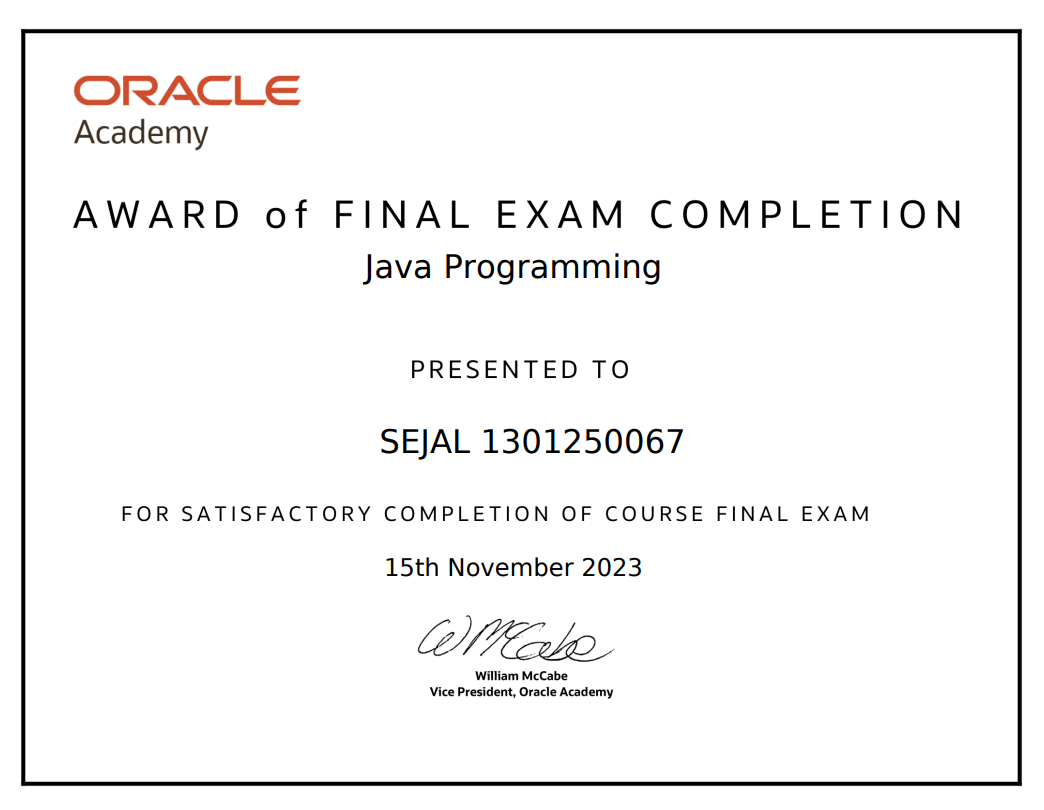 ORACLE
Academy
AWARD of FINAL EXAM COMPLETION
Java Programming
PRESENTED TO
SEJAL 1301250067
FOR SATISFACTORY COMPLETION OF COURSE FINAL EXAM
15th November 2023
W McCabe
William McCabe
Vice President, Oracle Academy